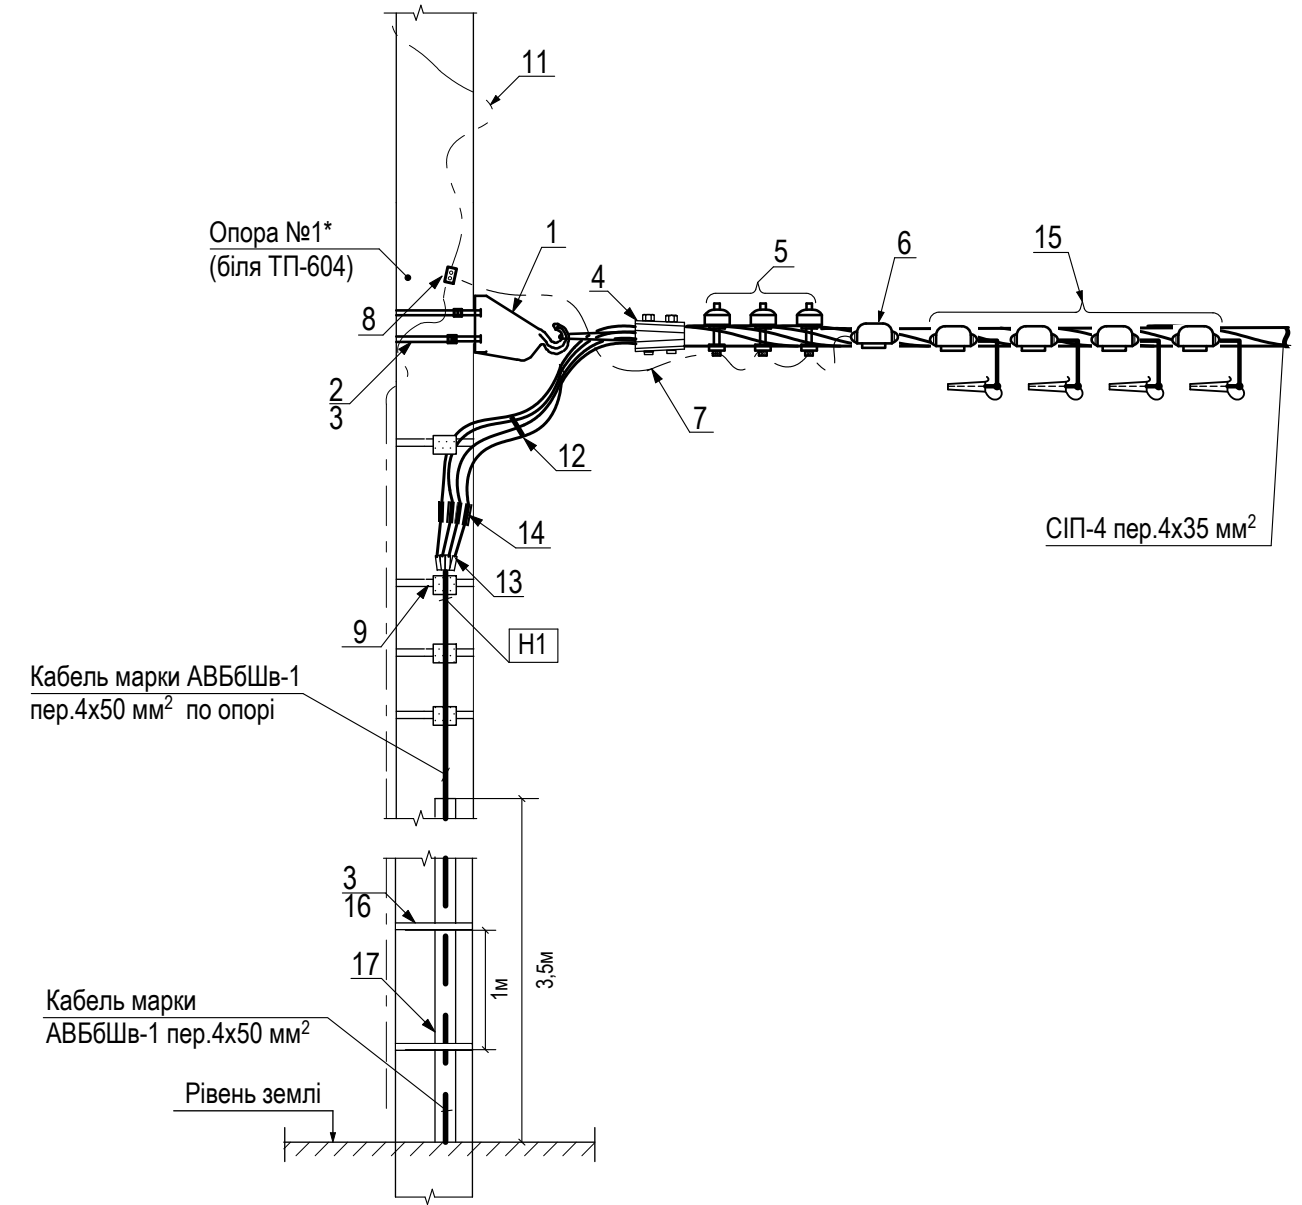 11
Опора №1*
(біля ТП-604)
1
5
6
15
4
8
2
3
7
12
СІП-4 пер.4х35 мм²
14
13
9
Н1
Кабель марки АВБбШв-1
пер.4х50 мм² по опорі
3
16
17
1м
3,5м
Кабель марки
АВБбШв-1 пер.4х50 мм²
Рівень землі